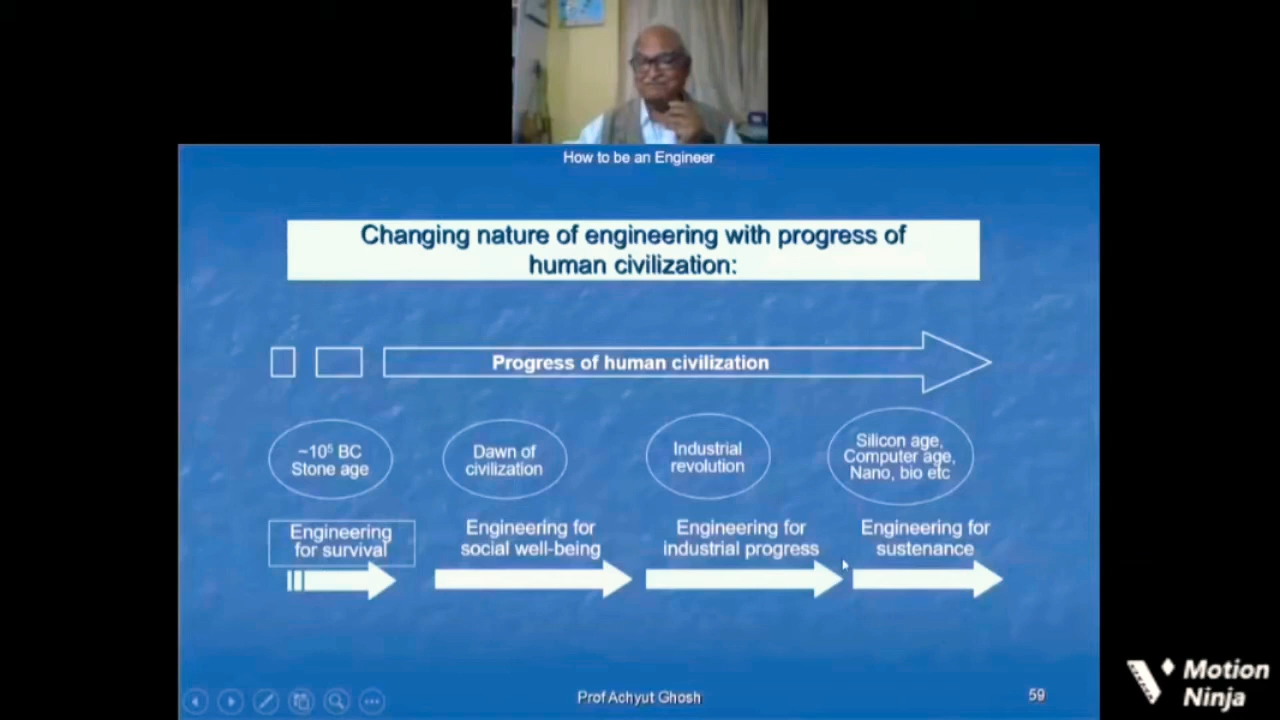 How to be an Engineer
Changing nature of engineering with progress of
human civilization:
Progress of human civilization
~10⁵ BC
Stone age
Dawn of
civilization
Industrial
revolution
Silicon age,
Computer age,
Nano, bio etc
Engineering
for survival
Engineering for
social well-being
Engineering for
industrial progress
Engineering for
sustenance
Prof Achyut Ghosh
59
Motion
Ninja